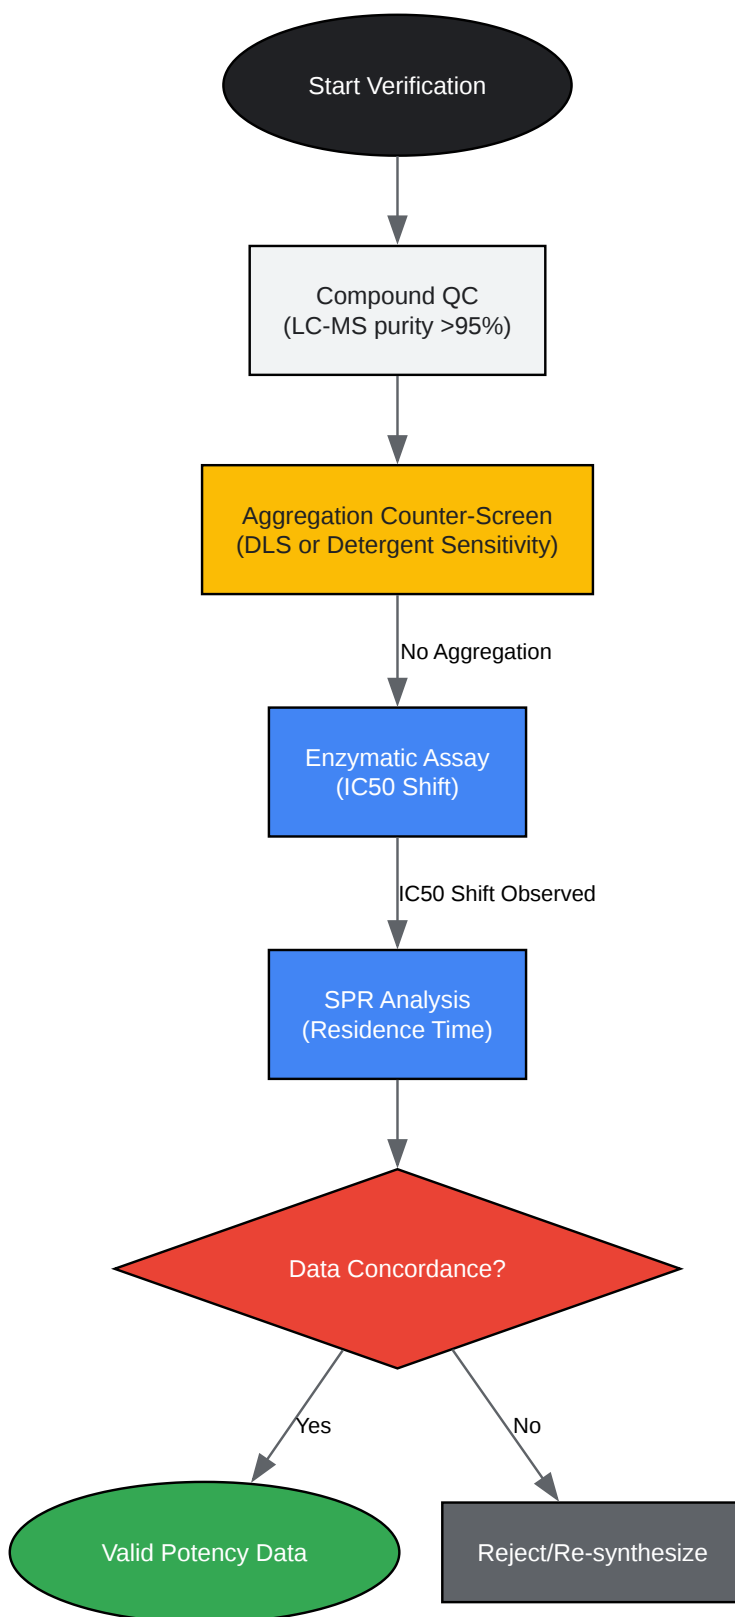 Start Verification
Compound QC
(LC-MS purity >95%)
Aggregation Counter-Screen
(DLS or Detergent Sensitivity)
No Aggregation
Enzymatic Assay
(IC50 Shift)
IC50 Shift Observed
SPR Analysis
(Residence Time)
Data Concordance?
Yes
No
Valid Potency Data
Reject/Re-synthesize